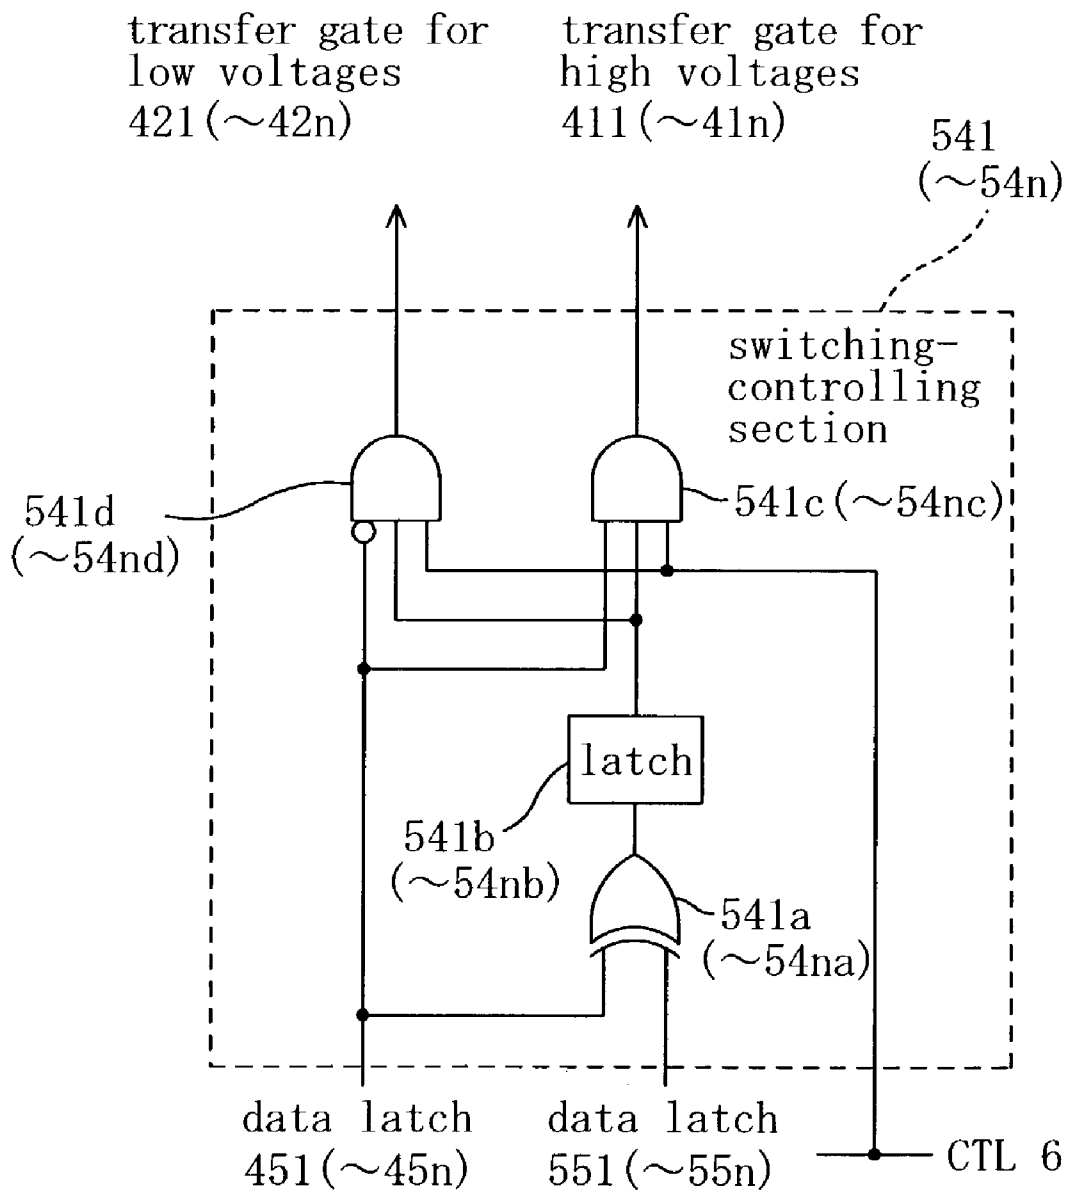 transfer gate for
low voltages
421(~42n)
transfer gate for
high voltages
411(~41n)
541
(~54n)
switching-
controlling
section
541d
(~54nd)
541c(~54nc)
latch
541b
(~54nb)
541a
(~54na)
data latch
451(~45n)
data latch
551(~55n)
CTL 6